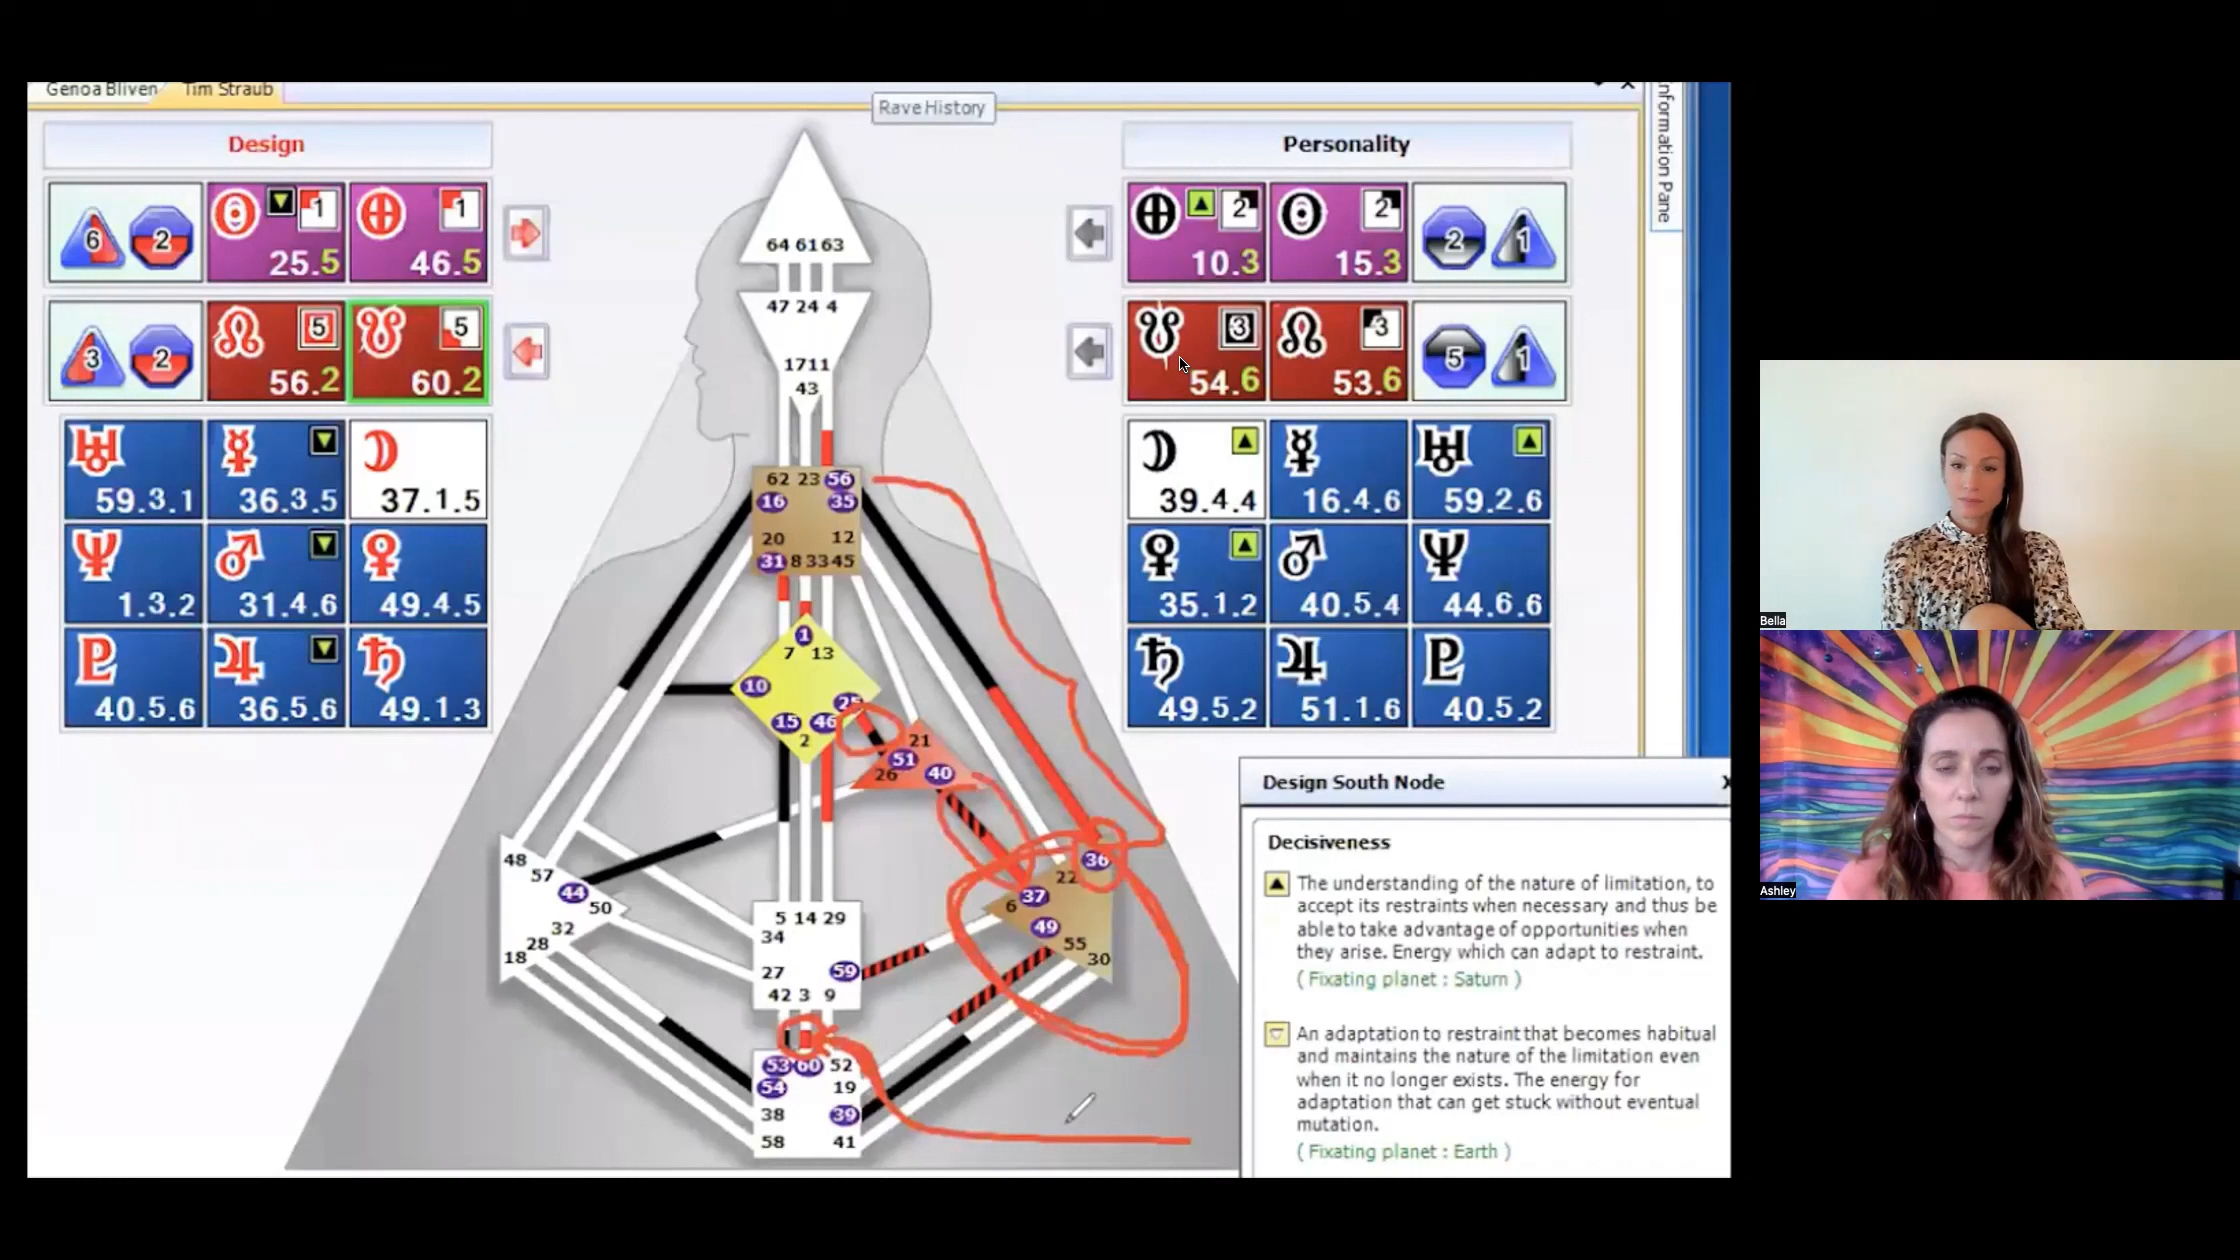 Genoa Bliven Tim Straub
Rave History
Information Pane
Design
6 2 1 25.5 1 46.5
3 2 5 56.2 5 60.2
59.3.1 36.3.5 37.1.5
1.3.2 31.4.6 49.4.5
40.5.6 36.5.6 49.1.3
Personality
2 10.3 2 15.3 2 1
3 54.6 3 53.6 5 1
39.4.4 16.4.6 59.2.6
35.1.2 40.5.4 44.6.6
49.5.2 51.1.6 40.5.2
64 61 63
47 24 4
17 11
43
62 23 56
16 35
20 12
31 8 33 45
1
7 13
10 25
15 46
2
21
51
26 40
48
57
44
50
32
28
18
5 14 29
34
27 59
42 3 9
36
22
37
6
49
55
30
53 60 52
54 19
38 39
58 41
Design South Node X
Decisiveness
The understanding of the nature of limitation, to
accept its restraints when necessary and thus be
able to take advantage of opportunities when
they arise. Energy which can adapt to restraint.
( Fixating planet : Saturn )
An adaptation to restraint that becomes habitual
and maintains the nature of the limitation even
when it no longer exists. The energy for
adaptation that can get stuck without eventual
mutation.
( Fixating planet : Earth )
Bella
Ashley